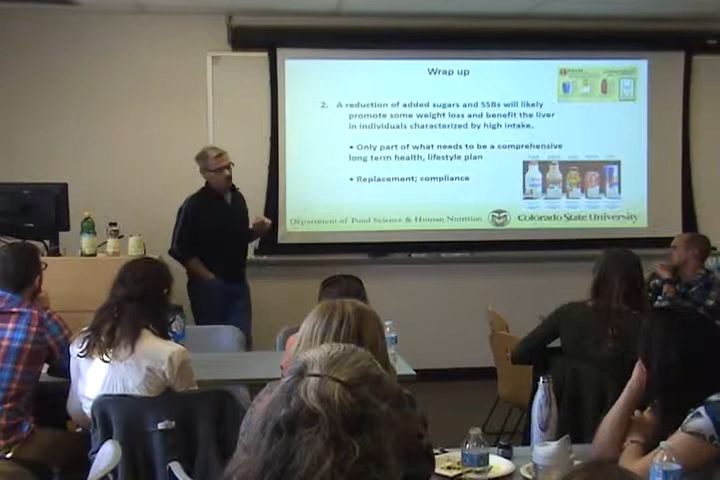 Wrap up
2. A reduction of added sugars and SSBs will likely
promote some weight loss and benefit the liver
in individuals characterized by high intake.
• Only part of what needs to be a comprehensive
long term health, lifestyle plan
• Replacement; compliance
Department of Food Science & Human Nutrition
Colorado State University